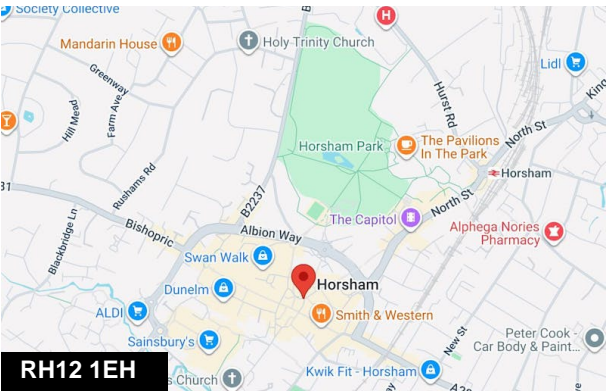 Society Collective
B
H
Mandarin House
Holy Trinity Church
Lidl
Greenway
Farm Ave
Hill Mead
Hurst Rd
King
North St
The Pavilions
In The Park
Horsham Park
Horsham
Rushams Rd
31
B2237
North St
Blackbridge Ln
Bishopric
The Capitol
Albion Way
Alphega Nories
Pharmacy
Swan Walk
Horsham
Dunelm
ALDI
Smith & Western
Sainsbury's
New St
Peter Cook -
Car Body & Paint...
Kwik Fit - Horsham
RH12 1EH
s Church